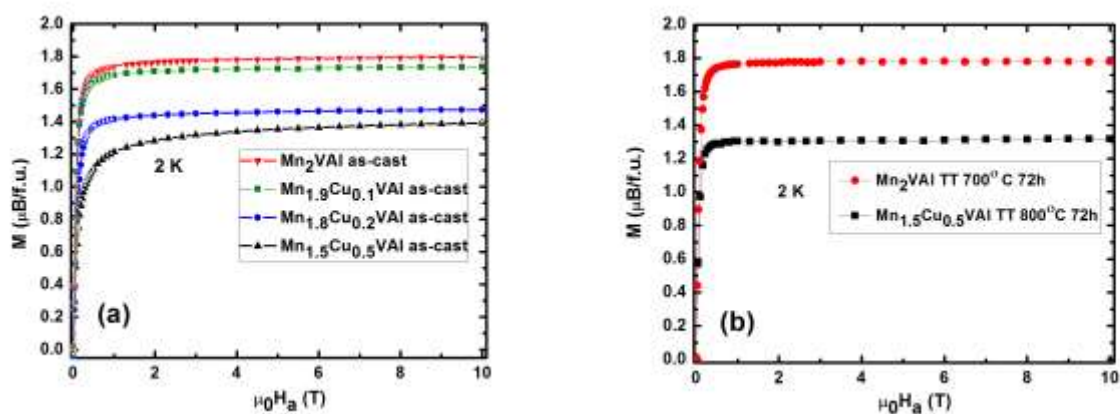 2.0
1.8
1.6
1.4
1.2
1.0
0.8
0.6
0.4
0.2
0.0
M (μB/f.u.)
2 K
Mn2VAl as-cast
Mn1.9Cu0.1VAl as-cast
Mn1.8Cu0.2VAl as-cast
Mn1.5Cu0.5VAl as-cast
(a)
0 2 4 6 8 10
μ0Ha (T)
2.0
1.8
1.6
1.4
1.2
1.0
0.8
0.6
0.4
0.2
0.0
M (μB/f.u.)
2 K
Mn2VAl TT 700° C 72h
Mn1.5Cu0.5VAl TT 800°C 72h
(b)
0 2 4 6 8 10
μ0Ha (T)